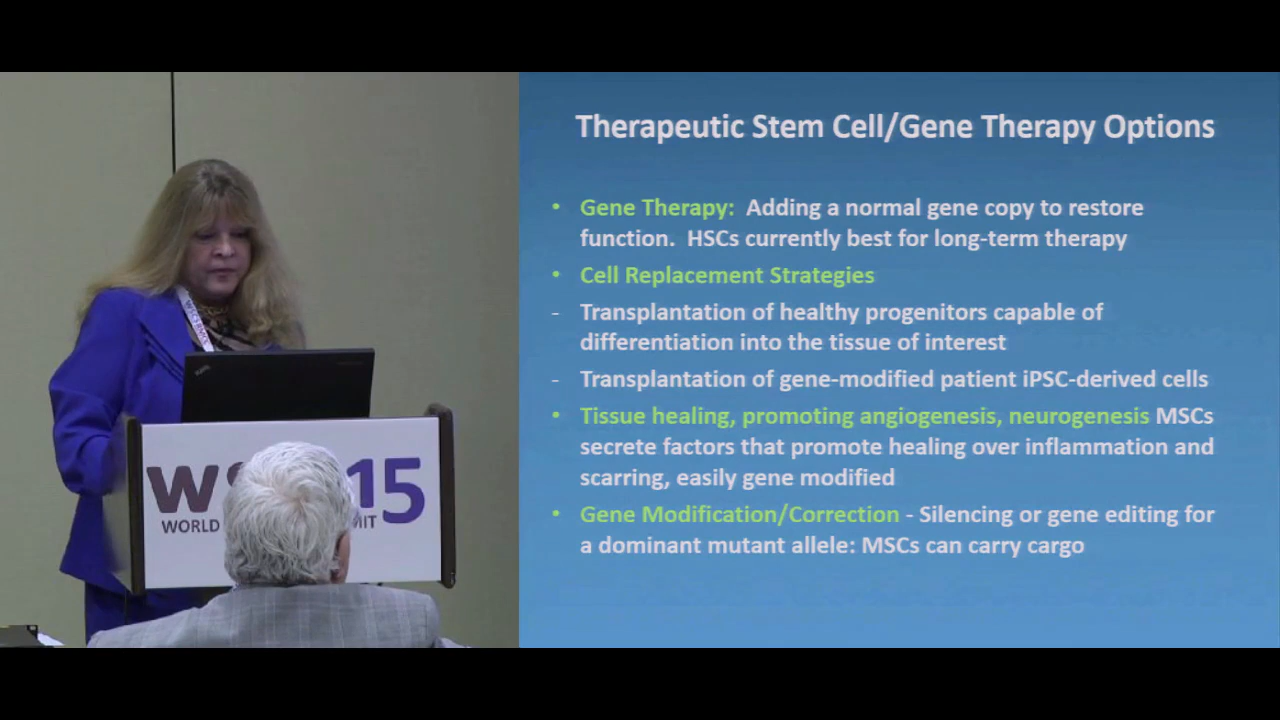 Therapeutic Stem Cell/Gene Therapy Options
• Gene Therapy: Adding a normal gene copy to restore
function. HSCs currently best for long-term therapy
• Cell Replacement Strategies
- Transplantation of healthy progenitors capable of
differentiation into the tissue of interest
- Transplantation of gene-modified patient iPSC-derived cells
• Tissue healing, promoting angiogenesis, neurogenesis MSCs
secrete factors that promote healing over inflammation and
scarring, easily gene modified
• Gene Modification/Correction - Silencing or gene editing for
a dominant mutant allele: MSCs can carry cargo
15
WORLD